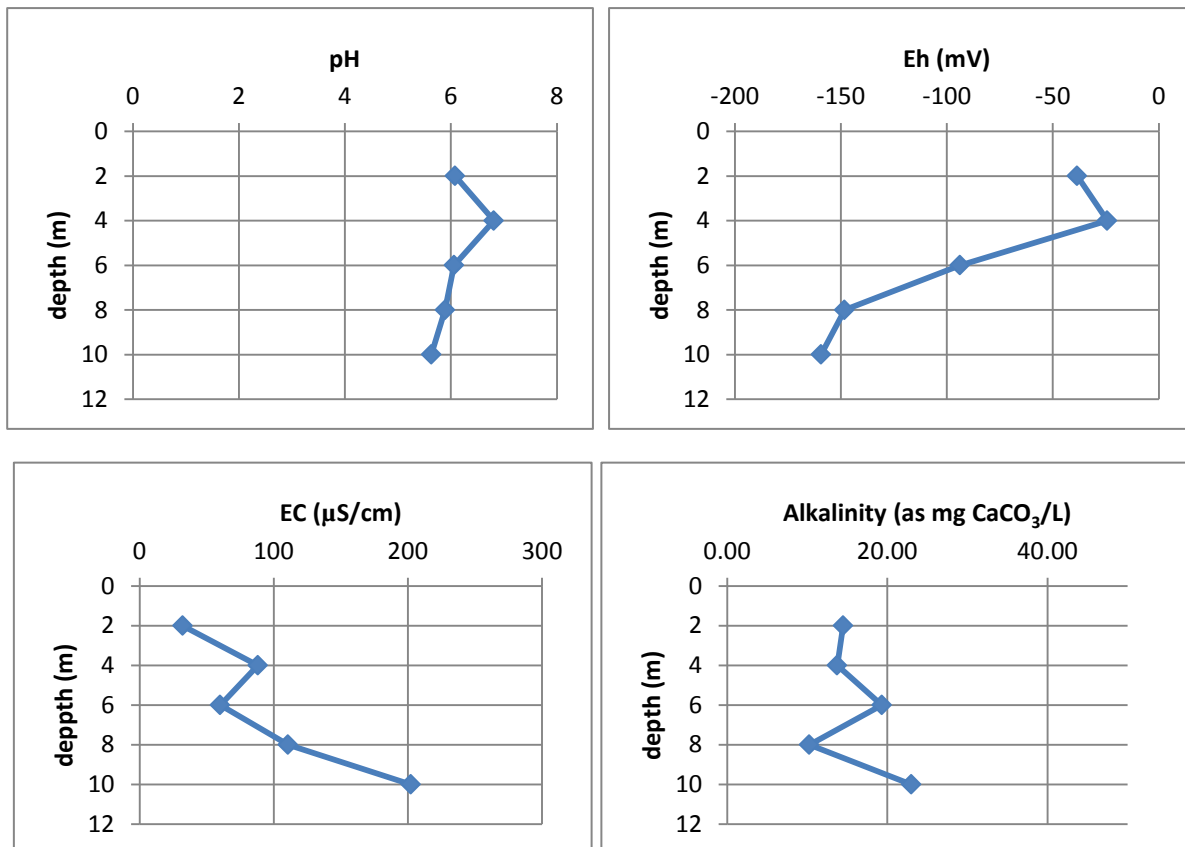 pH
0 2 4 6 8
0
2
4
6
8
10
12
depth (m)
Eh (mV)
-200 -150 -100 -50 0
0
2
4
6
8
10
12
depth (m)
EC (µS/cm)
0 100 200 300
0
2
4
6
8
10
12
deppth (m)
Alkalinity (as mg CaCO₃/L)
0.00 20.00 40.00
0
2
4
6
8
10
12
depth (m)